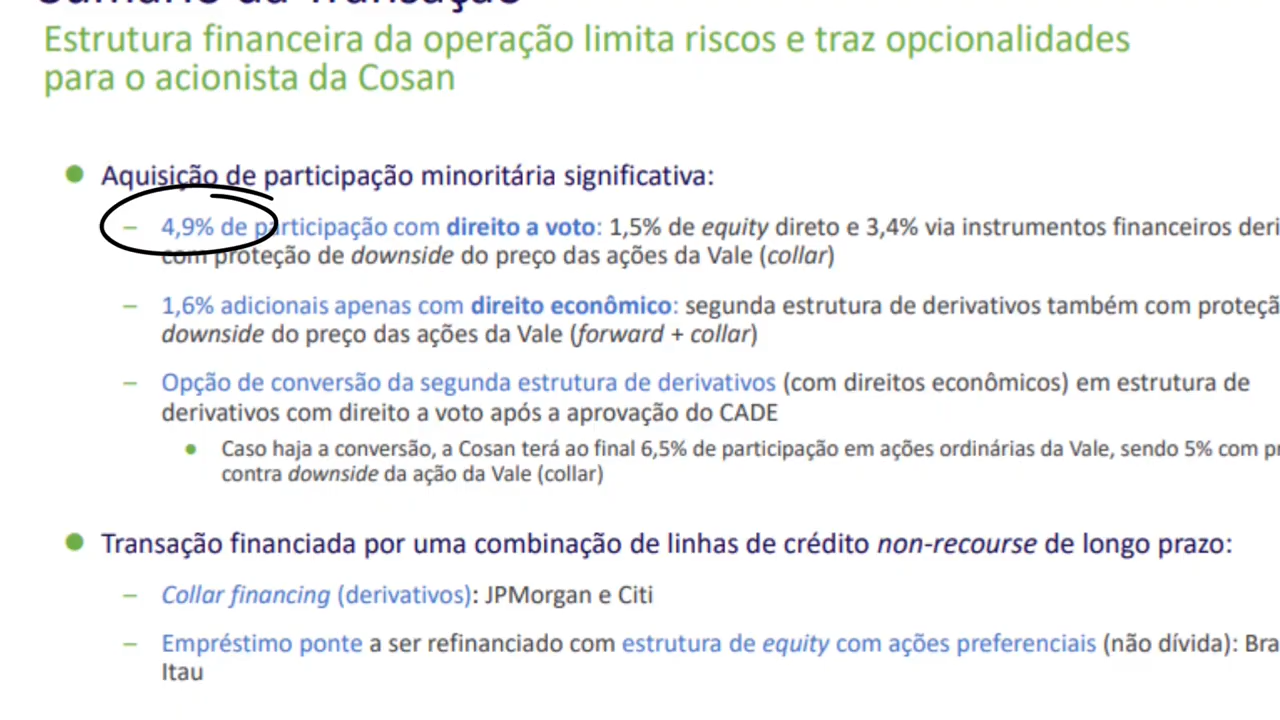 Sumário da Transação
Estrutura financeira da operação limita riscos e traz opcionalidades
para o acionista da Cosan
Aquisição de participação minoritária significativa:
– 4,9% de participação com direito a voto: 1,5% de equity direto e 3,4% via instrumentos financeiros deri
com proteção de downside do preço das ações da Vale (collar)
– 1,6% adicionais apenas com direito econômico: segunda estrutura de derivativos também com proteçã
downside do preço das ações da Vale (forward + collar)
– Opção de conversão da segunda estrutura de derivativos (com direitos econômicos) em estrutura de
derivativos com direito a voto após a aprovação do CADE
Caso haja a conversão, a Cosan terá ao final 6,5% de participação em ações ordinárias da Vale, sendo 5% com pr
contra downside da ação da Vale (collar)
Transação financiada por uma combinação de linhas de crédito non-recourse de longo prazo:
– Collar financing (derivativos): JPMorgan e Citi
– Empréstimo ponte a ser refinanciado com estrutura de equity com ações preferenciais (não dívida): Bra
Itau